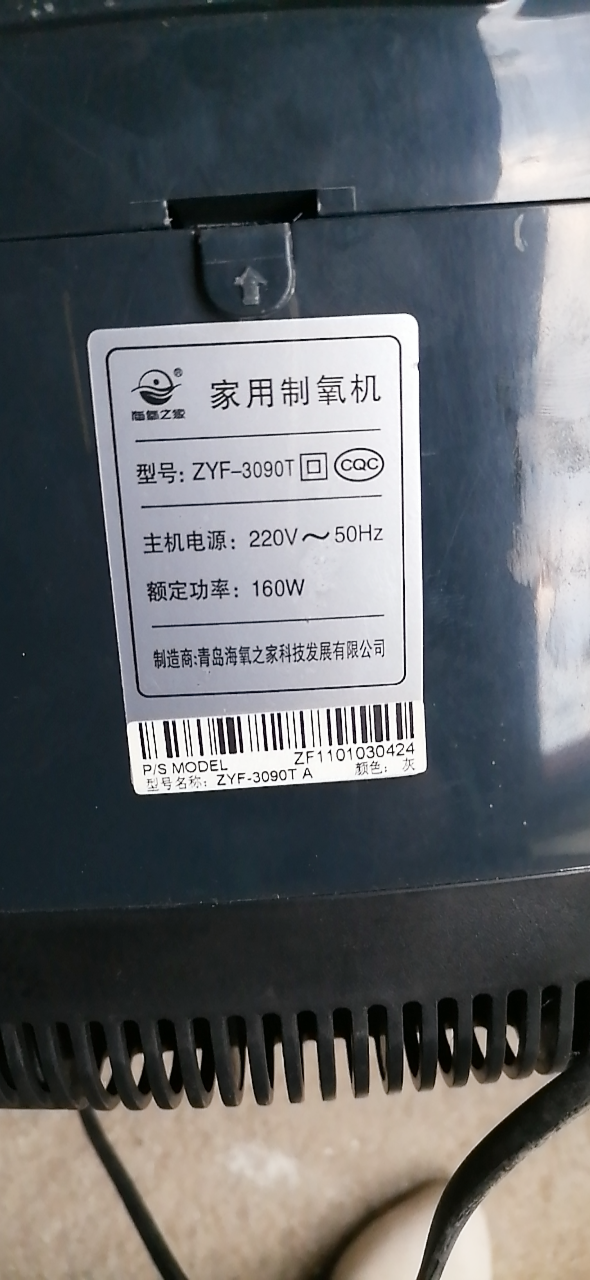 ®
海氧之家
家用制氧机
型号: ZYF-3090T 回 CQC
主机电源: 220V～50Hz
额定功率: 160W
制造商:青岛海氧之家科技发展有限公司
P/S MODEL ZF1101030424
型号名称: ZYF-3090T A 颜色: 灰